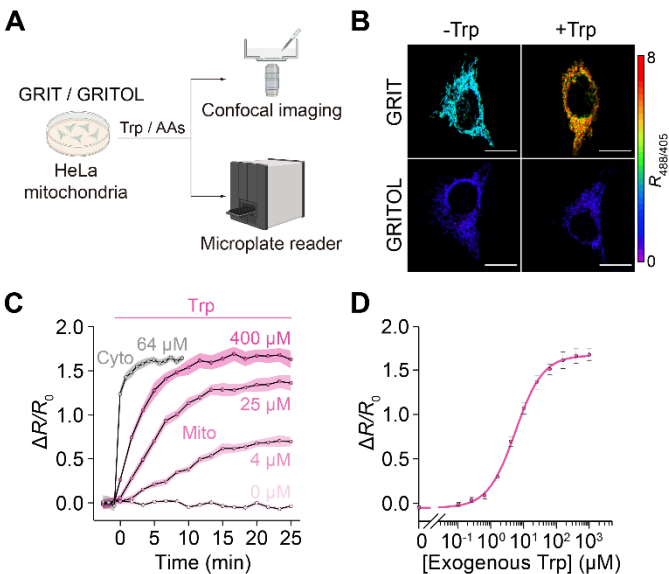 A
GRIT / GRITOL
Trp / AAs
HeLa
mitochondria
Confocal imaging
Microplate reader
B
-Trp
+Trp
GRIT
GRITOL
8
R488/405
0
C
Trp
Cyto
64 µM
400 µM
25 µM
Mito
4 µM
0 µM
ΔR/R0
2.0
1.5
1.0
0.5
0.0
0
5
10
15
20
25
Time (min)
D
ΔR/R0
2.0
1.5
1.0
0.5
0.0
0
10-1
100
101
102
103
[Exogenous Trp] (µM)